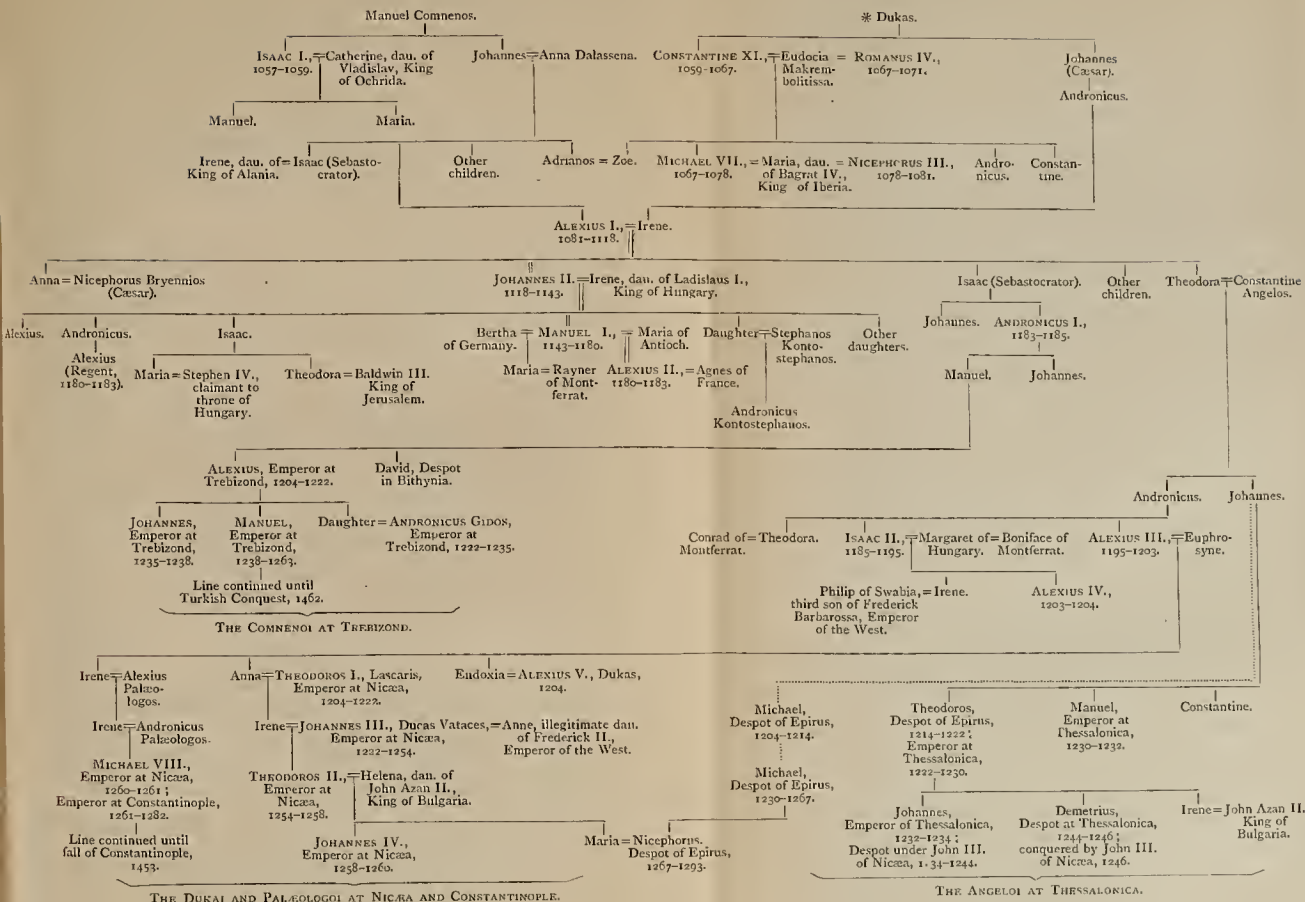 Manuel Comnenos.
* Dukas.
ISAAC I., = Catherine, dau. of
1057–1059. Vladislav, King
of Ochrida.
Johannes = Anna Dalassena.
CONSTANTINE XI., = Eudocia = ROMANUS IV.,
1059–1067. Makrem- 1067–1071.
bolitissa.
Johannes
(Cæsar).
Andronicus.
Manuel. Maria.
Irene, dau. of = Isaac (Sebasto-
King of Alania. crator).
Other
children.
Adrianos = Zoe.
MICHAEL VII., = Maria, dau. = NICEPHORUS III.,
1067–1078. of Bagrat IV., 1078–1081.
King of Iberia.
Andro-
nicus.
Constan-
tine.
ALEXIUS I., = Irene.
1081–1118.
Anna = Nicephorus Bryennios
(Cæsar).
JOHANNES II. = Irene, dau. of Ladislaus I.,
1118–1143. King of Hungary.
Isaac (Sebastocrator).
Other
children.
Theodora = Constantine
Angelos.
Alexius.
Andronicus.
Alexius
(Regent,
1180–1183).
Isaac.
Maria = Stephen IV.,
claimant to
throne of
Hungary.
Theodora = Baldwin III.
King of
Jerusalem.
Bertha = MANUEL I., = Maria of
of Germany. 1143–1180. Antioch.
Maria = Rayner
of Mont-
ferrat.
ALEXIUS II., = Agnes of
1180–1183. France.
Daughter = Stephanos
Konto-
stephanos.
Andronicus
Kontostephanos.
Other
daughters.
Johannes. ANDRONICUS I.,
1183–1185.
Manuel. Johannes.
ALEXIUS, Emperor at
Trebizond, 1204–1222.
David, Despot
in Bithynia.
JOHANNES,
Emperor at
Trebizond,
1235–1238.
MANUEL,
Emperor at
Trebizond,
1238–1263.
Daughter = ANDRONICUS GIDOS,
Emperor at
Trebizond, 1222–1235.
Line continued until
Turkish Conquest, 1462.
THE COMNENOI AT TREBIZOND.
Andronicus. Johannes.
Conrad of = Theodora.
Montferrat.
ISAAC II., = Margaret of = Boniface of
1185–1195. Hungary. Montferrat.
ALEXIUS III., = Euphro-
1195–1203. syne.
Philip of Swabia, = Irene.
third son of Frederick
Barbarossa, Emperor
of the West.
ALEXIUS IV.,
1203–1204.
Irene = Alexius
Palæo-
logos.
Anna = THEODOROS I., Lascaris,
Emperor at Nicæa,
1204–1222.
Eudoxia = ALEXIUS V., Dukas,
1204.
Irene = Andronicus
Palæologos.
Irene = JOHANNES III., Ducas Vataces, = Anne, illegitimate dau.
Emperor at Nicæa, of Frederick II.,
1222–1254. Emperor of the West.
MICHAEL VIII.,
Emperor at Nicæa,
1260–1261;
Emperor at Constantinople,
1261–1282.
THEODOROS II., = Helena, dau. of
Emperor at John Azan II.,
Nicæa, King of Bulgaria.
1254–1258.
Line continued until
fall of Constantinople,
1453.
JOHANNES IV.,
Emperor at Nicæa,
1258–1260.
Maria = Nicephorus.
Despot of Epirus,
1267–1293.
THE DUKAI AND PALÆOLOGOI AT NICÆA AND CONSTANTINOPLE.
Michael,
Despot of Epirus,
1204–1214.
Michael,
Despot of Epirus,
1230–1267.
Theodoros,
Despot of Epirus,
1214–1222;
Emperor at
Thessalonica,
1222–1230.
Manuel,
Emperor at
Thessalonica,
1230–1232.
Constantine.
Johannes,
Emperor of Thessalonica,
1232–1234;
Despot under John III.
of Nicæa, 1.34–1244.
Demetrius,
Despot at Thessalonica,
1244–1246;
conquered by John III.
of Nicæa, 1246.
Irene = John Azan II.
King of
Bulgaria.
THE ANGELOI AT THESSALONICA.